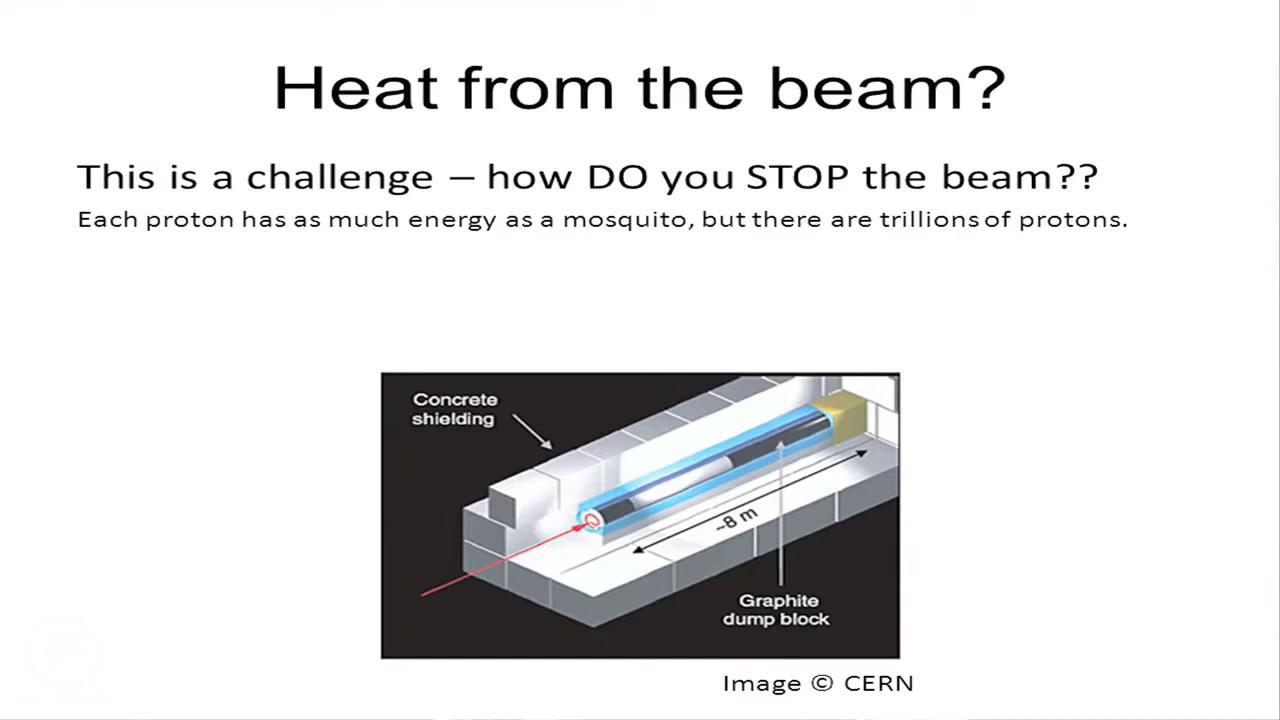 Heat from the beam?
This is a challenge – how DO you STOP the beam??
Each proton has as much energy as a mosquito, but there are trillions of protons.
Concrete
shielding
~8 m
Graphite
dump block
Image © CERN